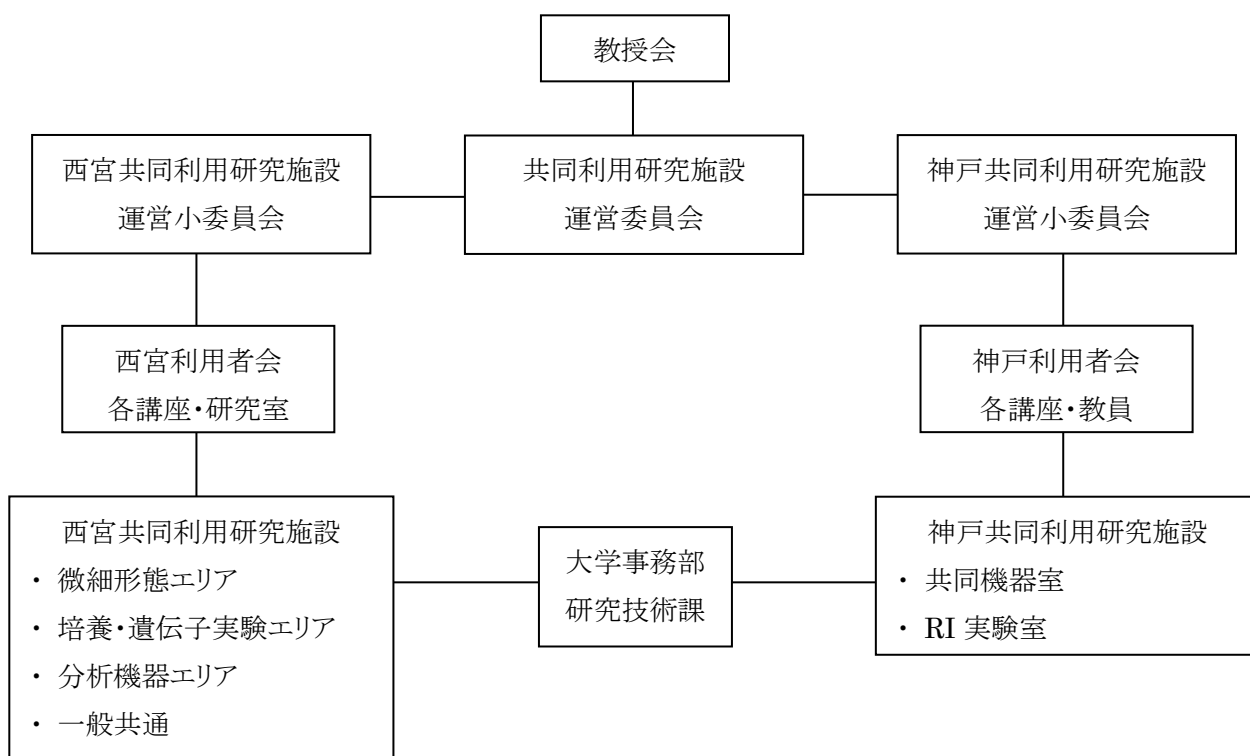 教授会
西宮共同利用研究施設
運営小委員会
共同利用研究施設
運営委員会
神戸共同利用研究施設
運営小委員会
西宮利用者会
各講座・研究室
神戸利用者会
各講座・教員
西宮共同利用研究施設
・ 微細形態エリア
・ 培養・遺伝子実験エリア
・ 分析機器エリア
・ 一般共通
大学事務部
研究技術課
神戸共同利用研究施設
・ 共同機器室
・ RI 実験室